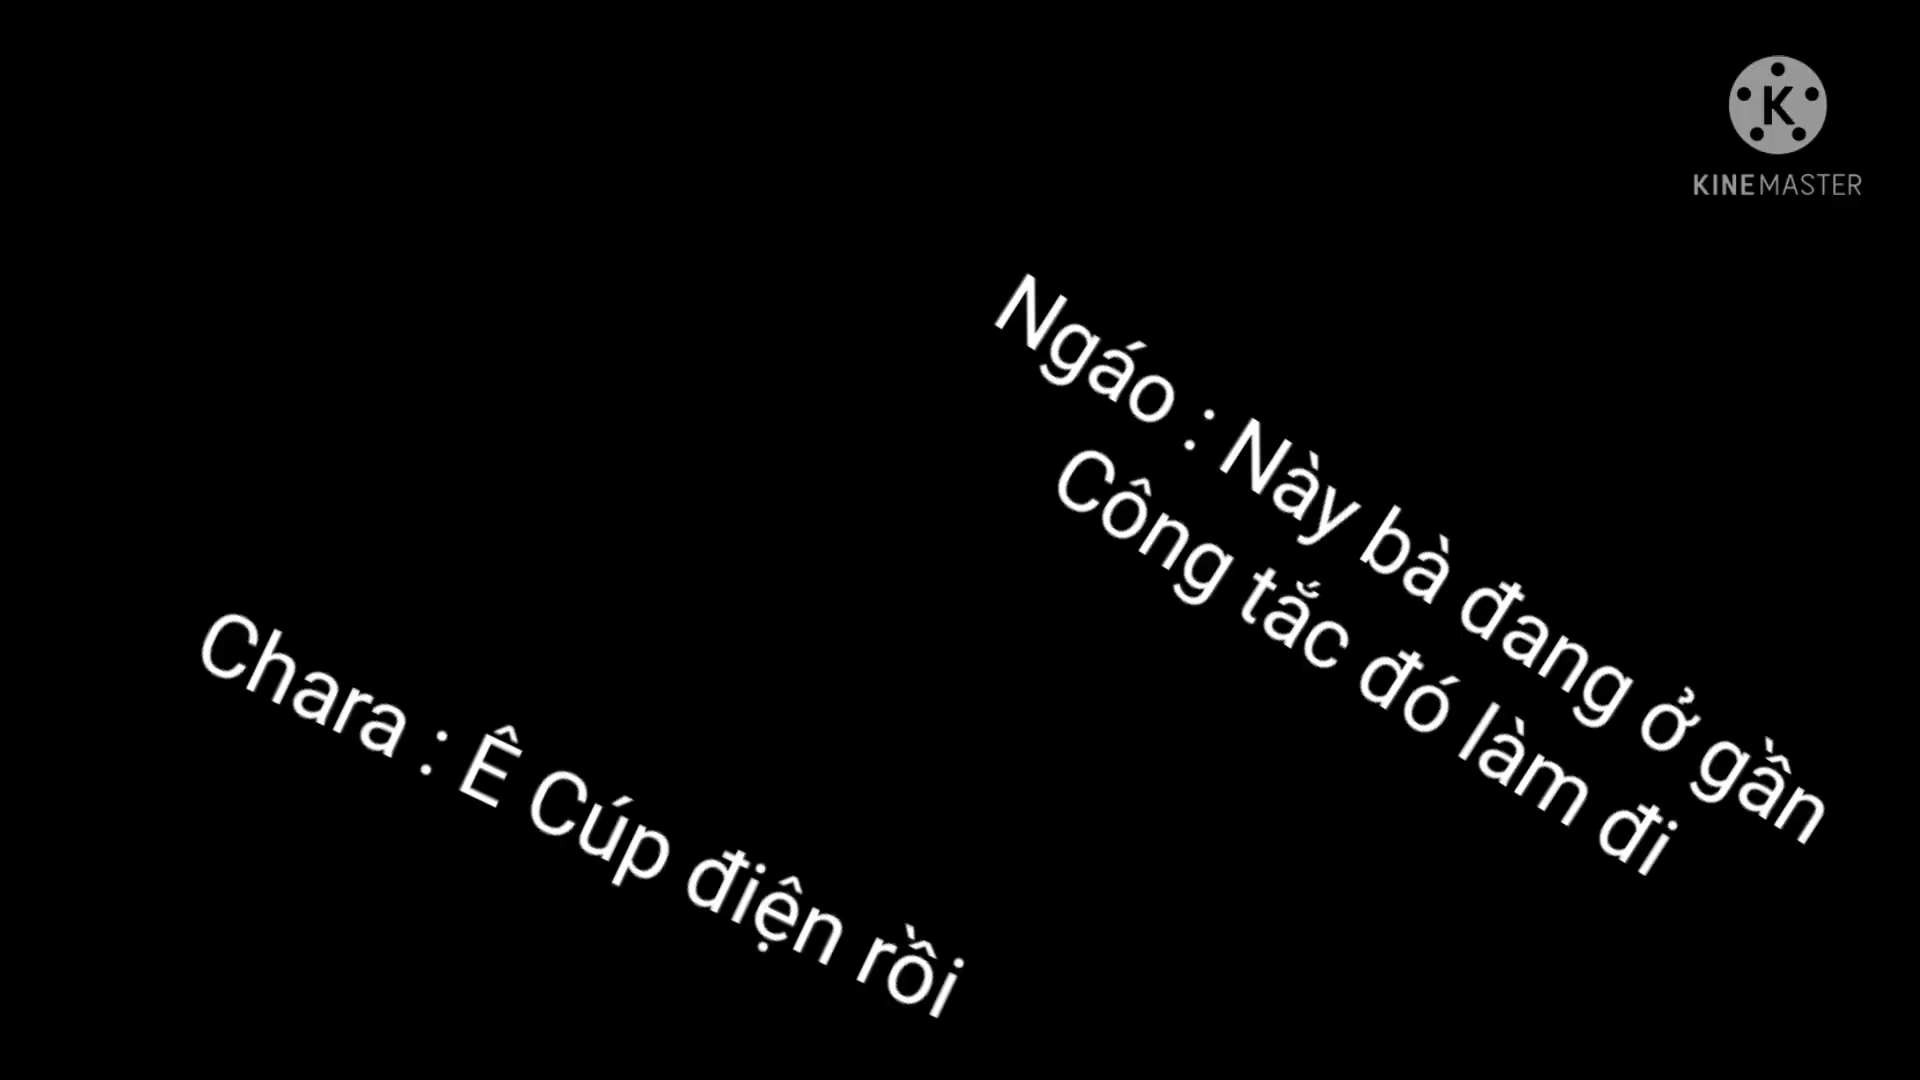 KINEMASTER
Ngáo : Này bà đang ở gần
Công tắc đó làm đi
Chara : Ê Cúp điện rồi